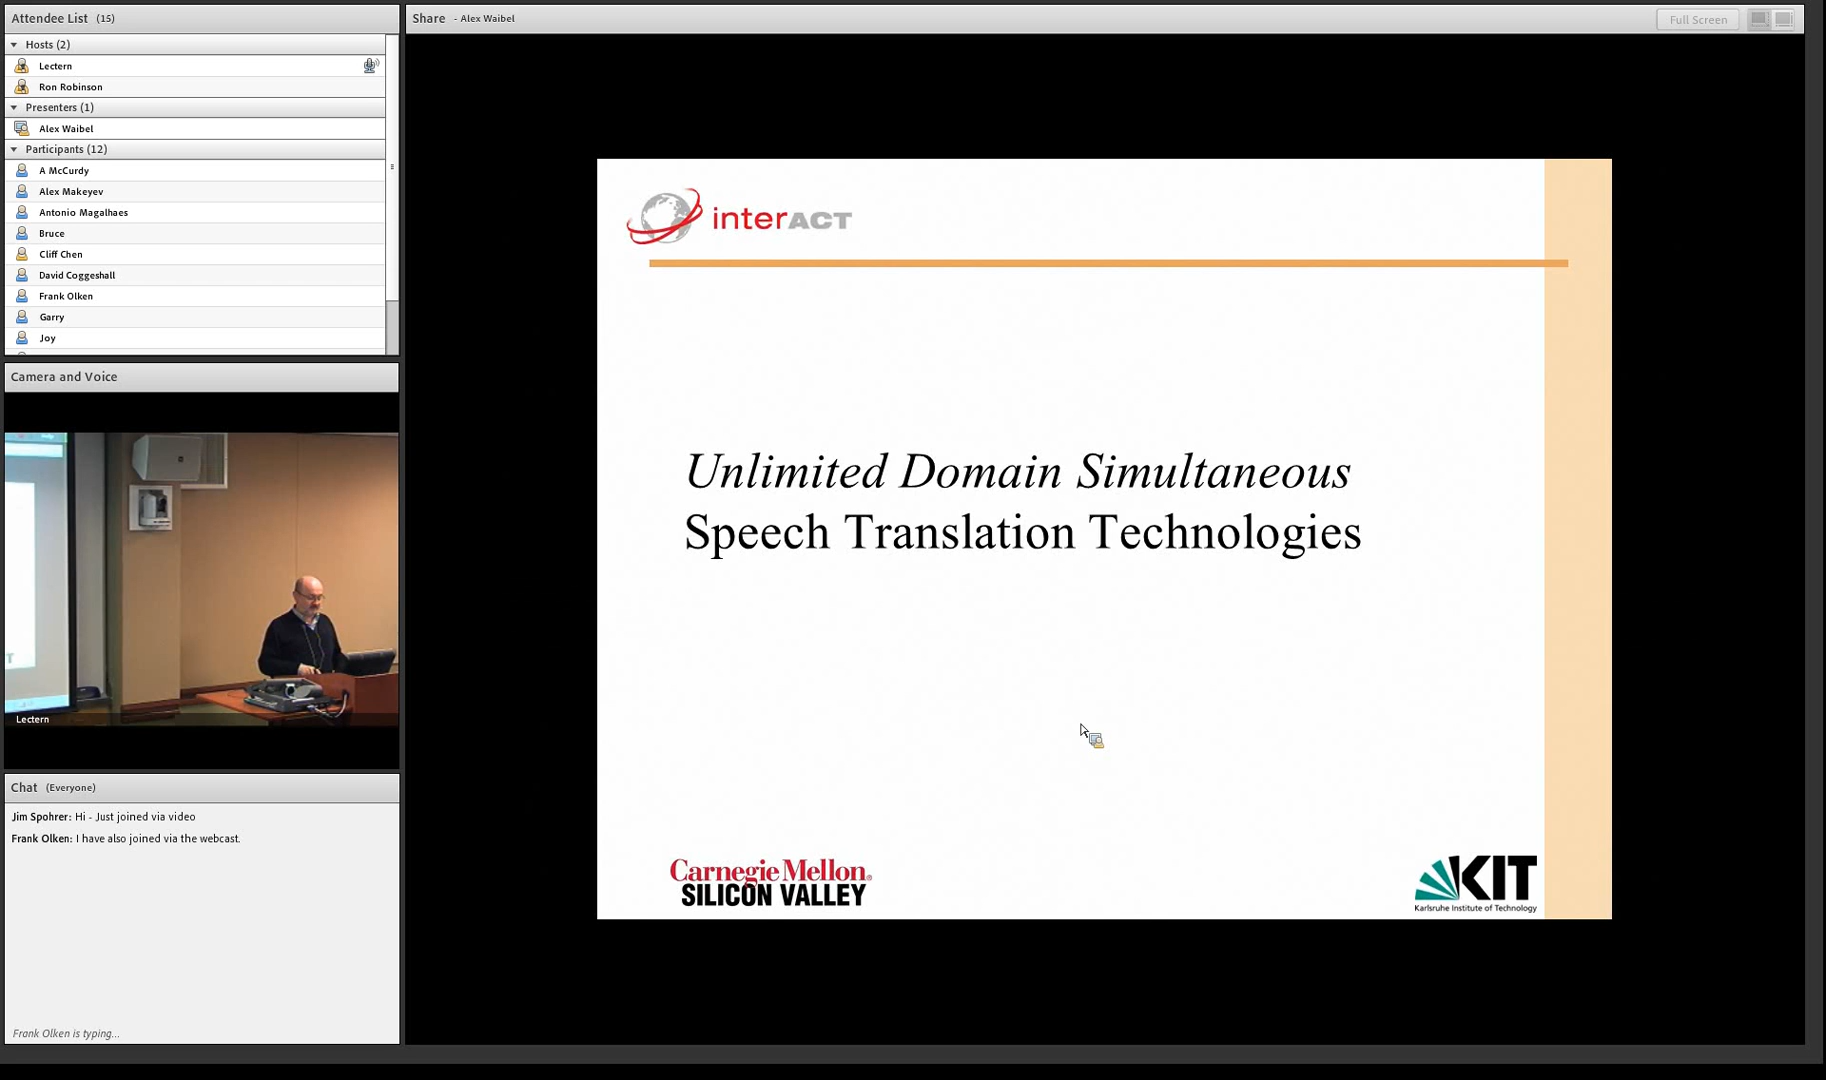 Attendee List (15)
Hosts (2)
Lectern
Ron Robinson
Presenters (1)
Alex Waibel
Participants (12)
A McCurdy
Alex Makeyev
Antonio Magalhaes
Bruce
Cliff Chen
David Coggeshall
Frank Olken
Garry
Joy
Camera and Voice
Lectern
Chat (Everyone)
Jim Spohrer: Hi - Just joined via video
Frank Olken: I have also joined via the webcast.
Frank Olken is typing...
Share - Alex Waibel
Full Screen
interACT
Unlimited Domain Simultaneous
Speech Translation Technologies
Carnegie Mellon®
SILICON VALLEY
KIT
Karlsruhe Institute of Technology